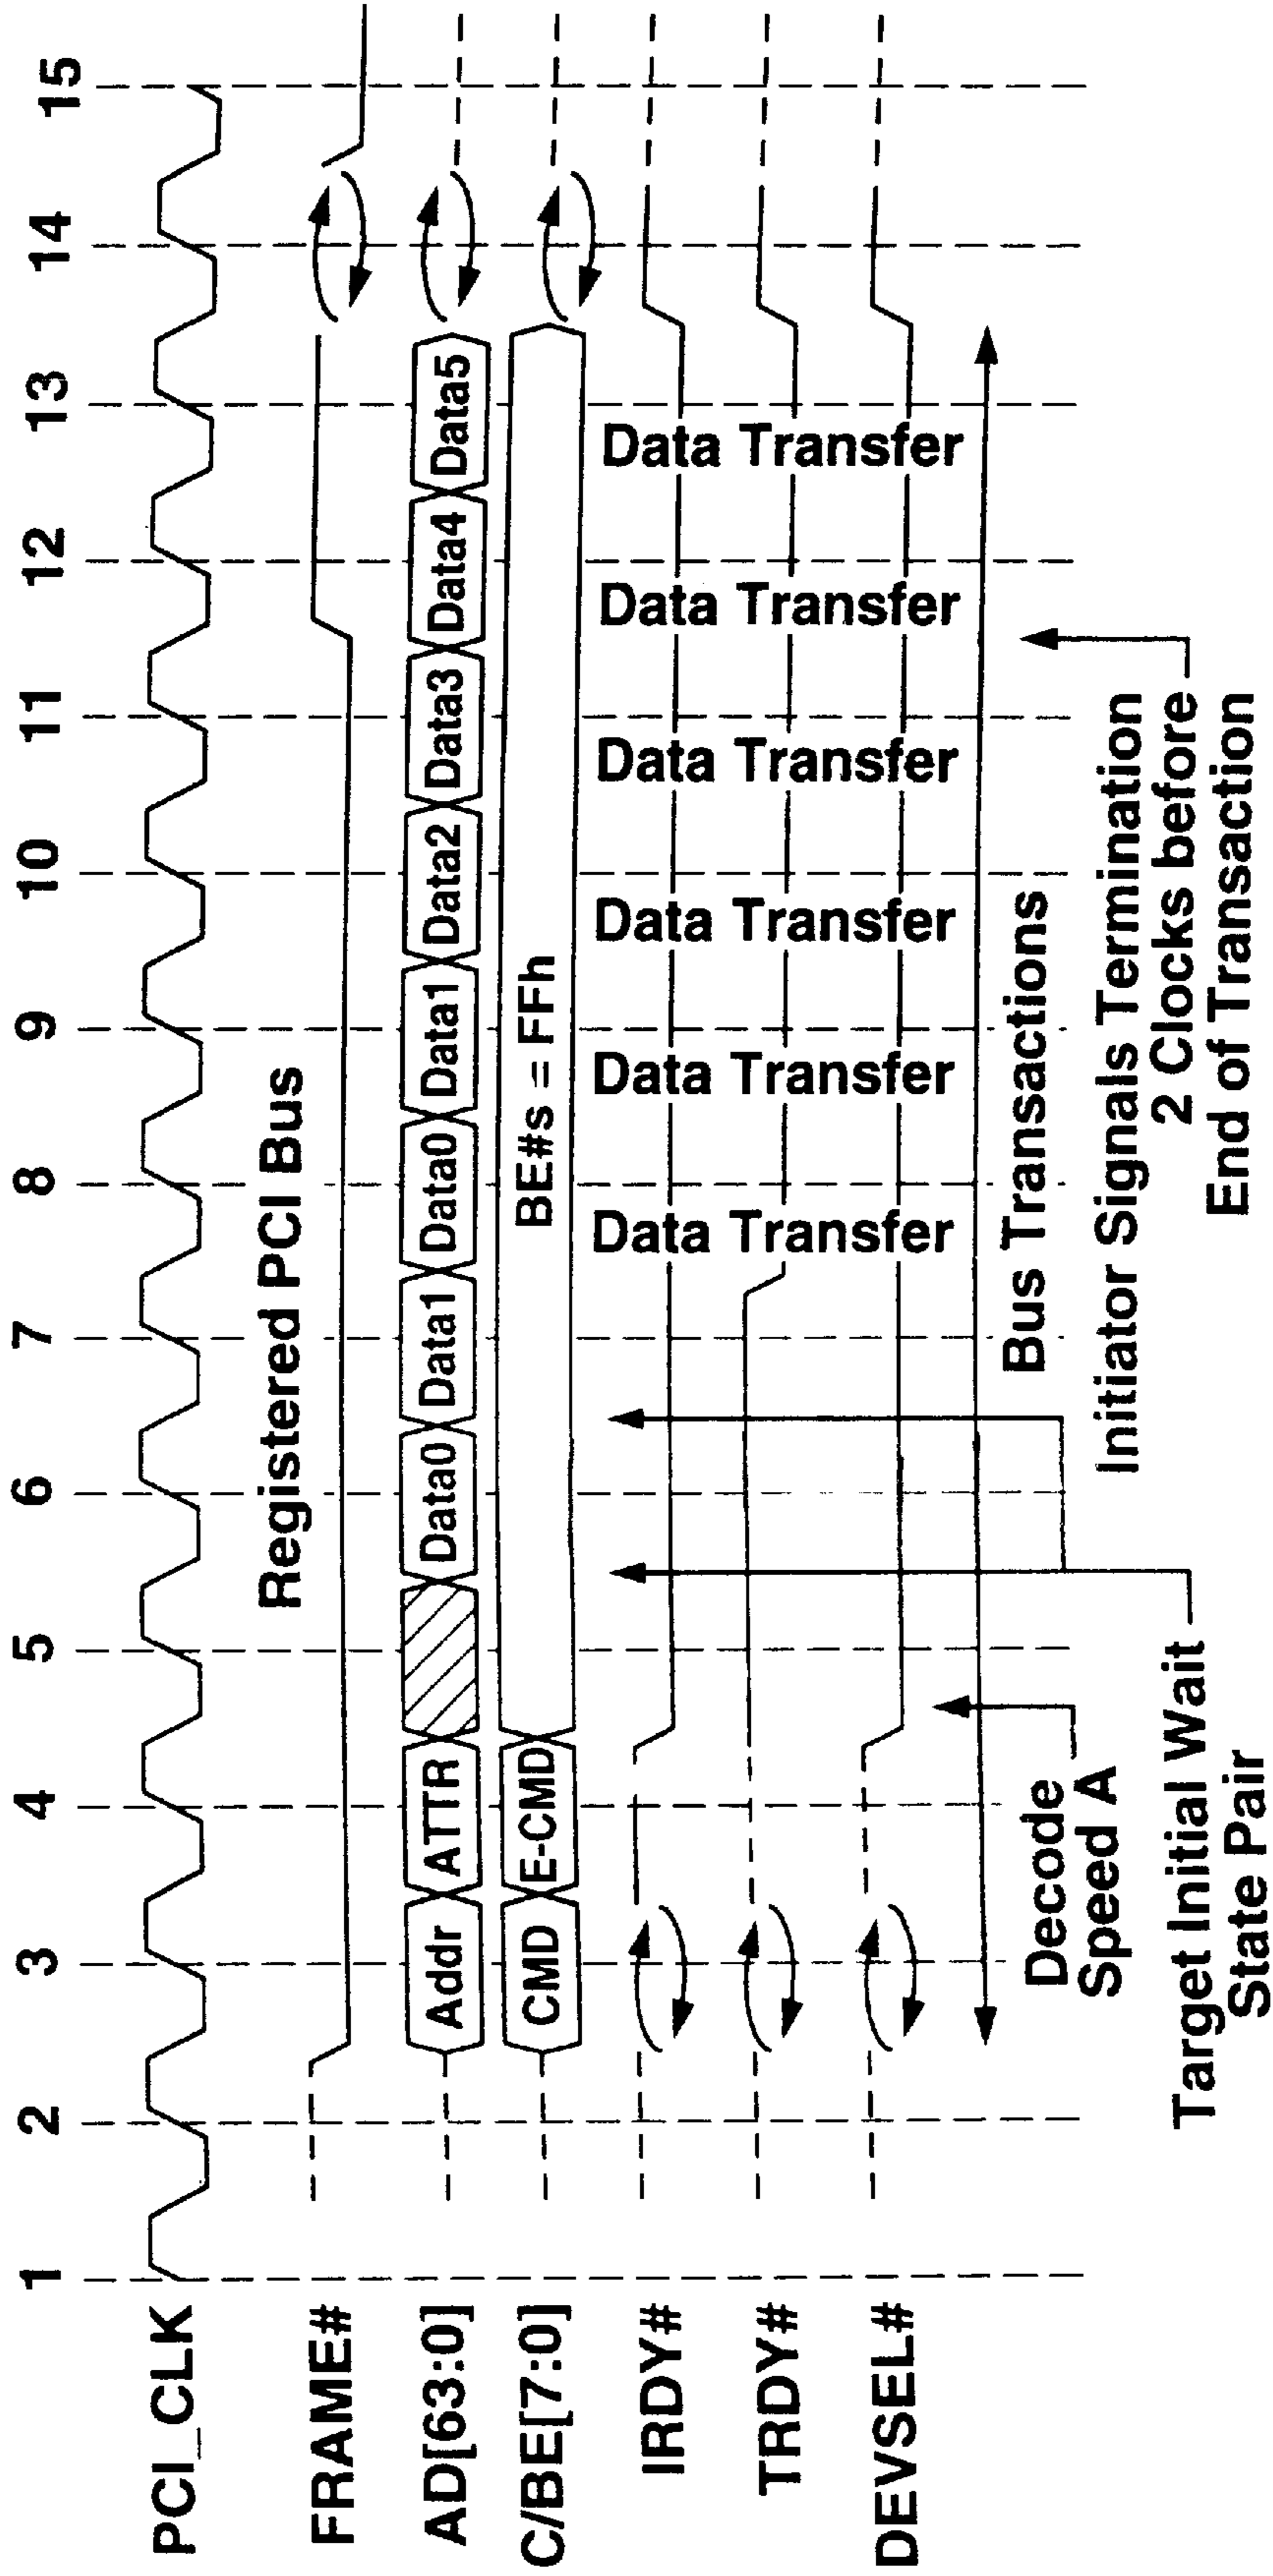 1 2 3 4 5 6 7 8 9 10 11 12 13 14 15
PCI_CLK
Registered PCI Bus
FRAME#
AD[63:0] Addr ATTR Data0 Data1 Data0 Data1 Data2 Data3 Data4 Data5
C/BE[7:0] CMD E-CMD BE#s = FFh
IRDY#
TRDY#
DEVSEL#
Data Transfer Data Transfer Data Transfer Data Transfer Data Transfer Data Transfer
Bus Transactions
Decode
Speed A
Initiator Signals Termination
2 Clocks before
End of Transaction
Target Initial Wait
State Pair